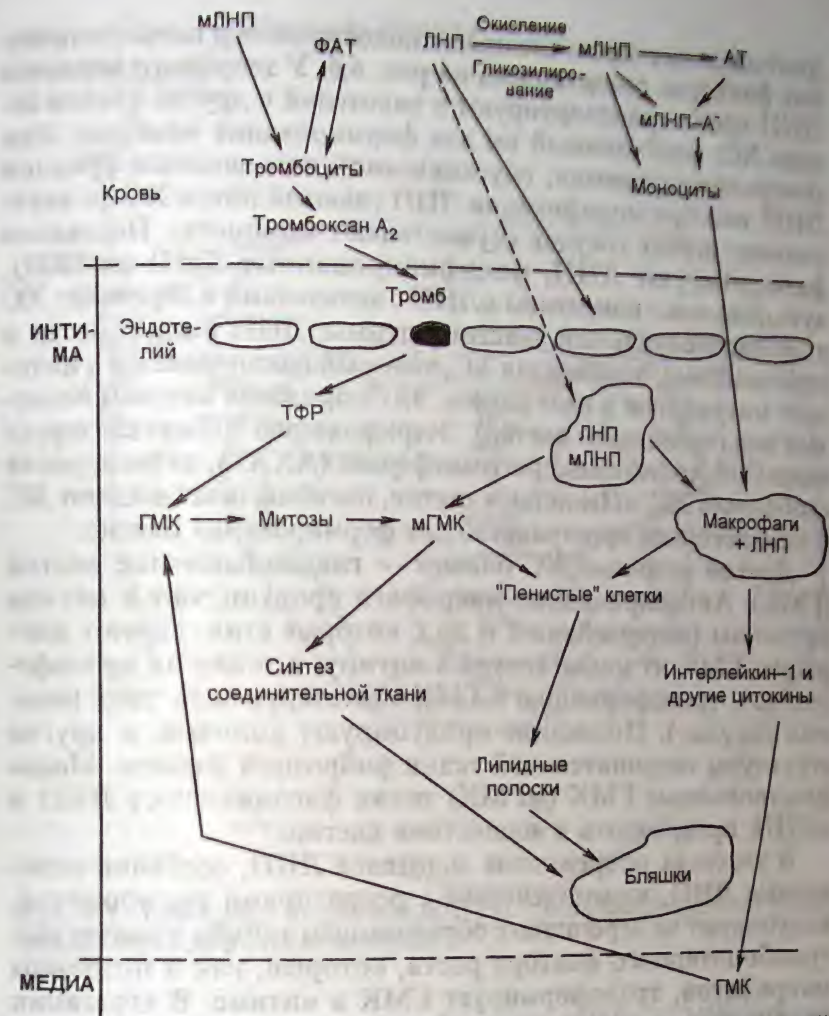 мЛНП
ФАТ
ЛНП
Окисление
Гликозилиро-
вание
мЛНП
АТ
мЛНП–А
Моноциты
Тромбоциты
Кровь
Тромбоксан А₂
Тромб
ИНТИ-
МА
Эндоте-
лий
ТФР
ЛНП
мЛНП
ГМК
Митозы
мГМК
Макрофаги
+ ЛНП
"Пенистые" клетки
Синтез
соединительной ткани
Интерлейкин–1 и
другие цитокины
Липидные
полоски
Бляшки
МЕДИА
ГМК